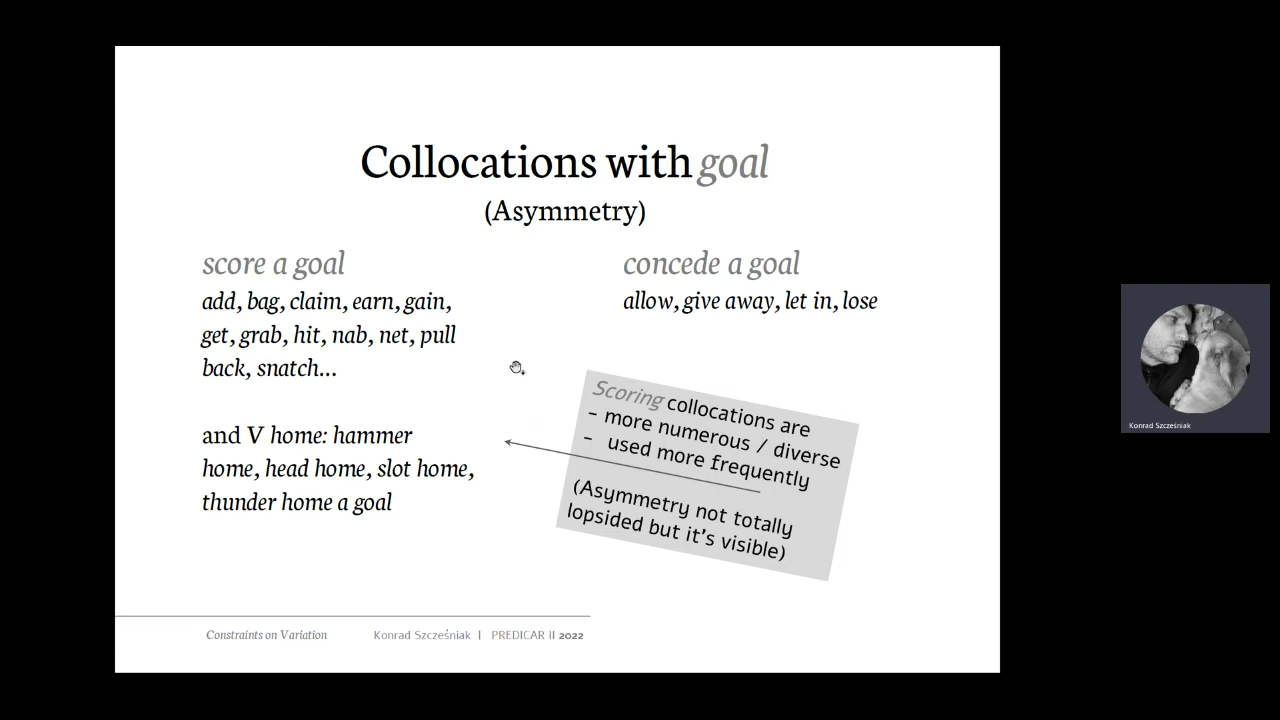 Collocations with goal
(Asymmetry)
score a goal
add, bag, claim, earn, gain,
get, grab, hit, nab, net, pull
back, snatch...
and V home: hammer
home, head home, slot home,
thunder home a goal
concede a goal
allow, give away, let in, lose
Scoring collocations are
- more numerous / diverse
- used more frequently
(Asymmetry not totally
lopsided but it's visible)
Constraints on Variation Konrad Szcześniak | PREDICAR II 2022
Konrad Szcześniak